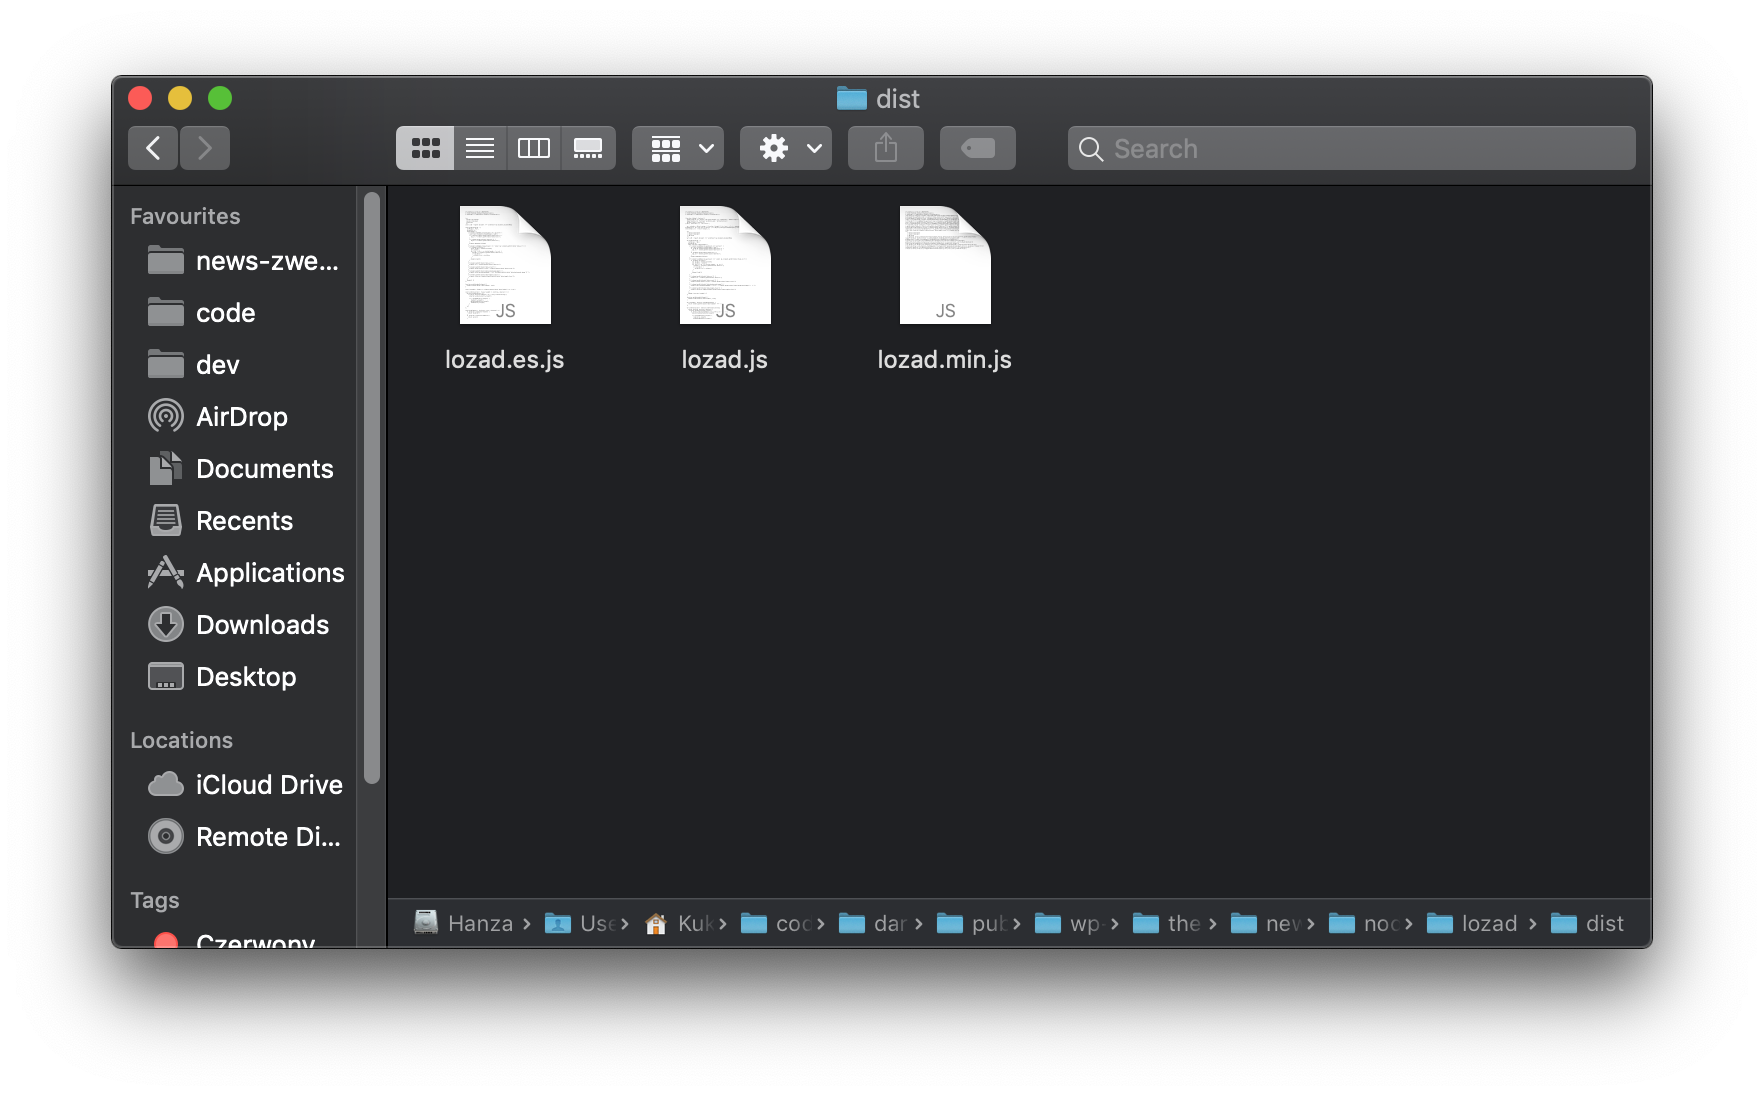 dist
Search
Favourites
news-zwe...
code
dev
AirDrop
Documents
Recents
Applications
Downloads
Desktop
Locations
iCloud Drive
Remote Di...
Tags
Czerwony
JS
JS
JS
lozad.es.js
lozad.js
lozad.min.js
Hanza › Use › Kuk › cod › dar › pub › wp- › the › new › noc › lozad › dist